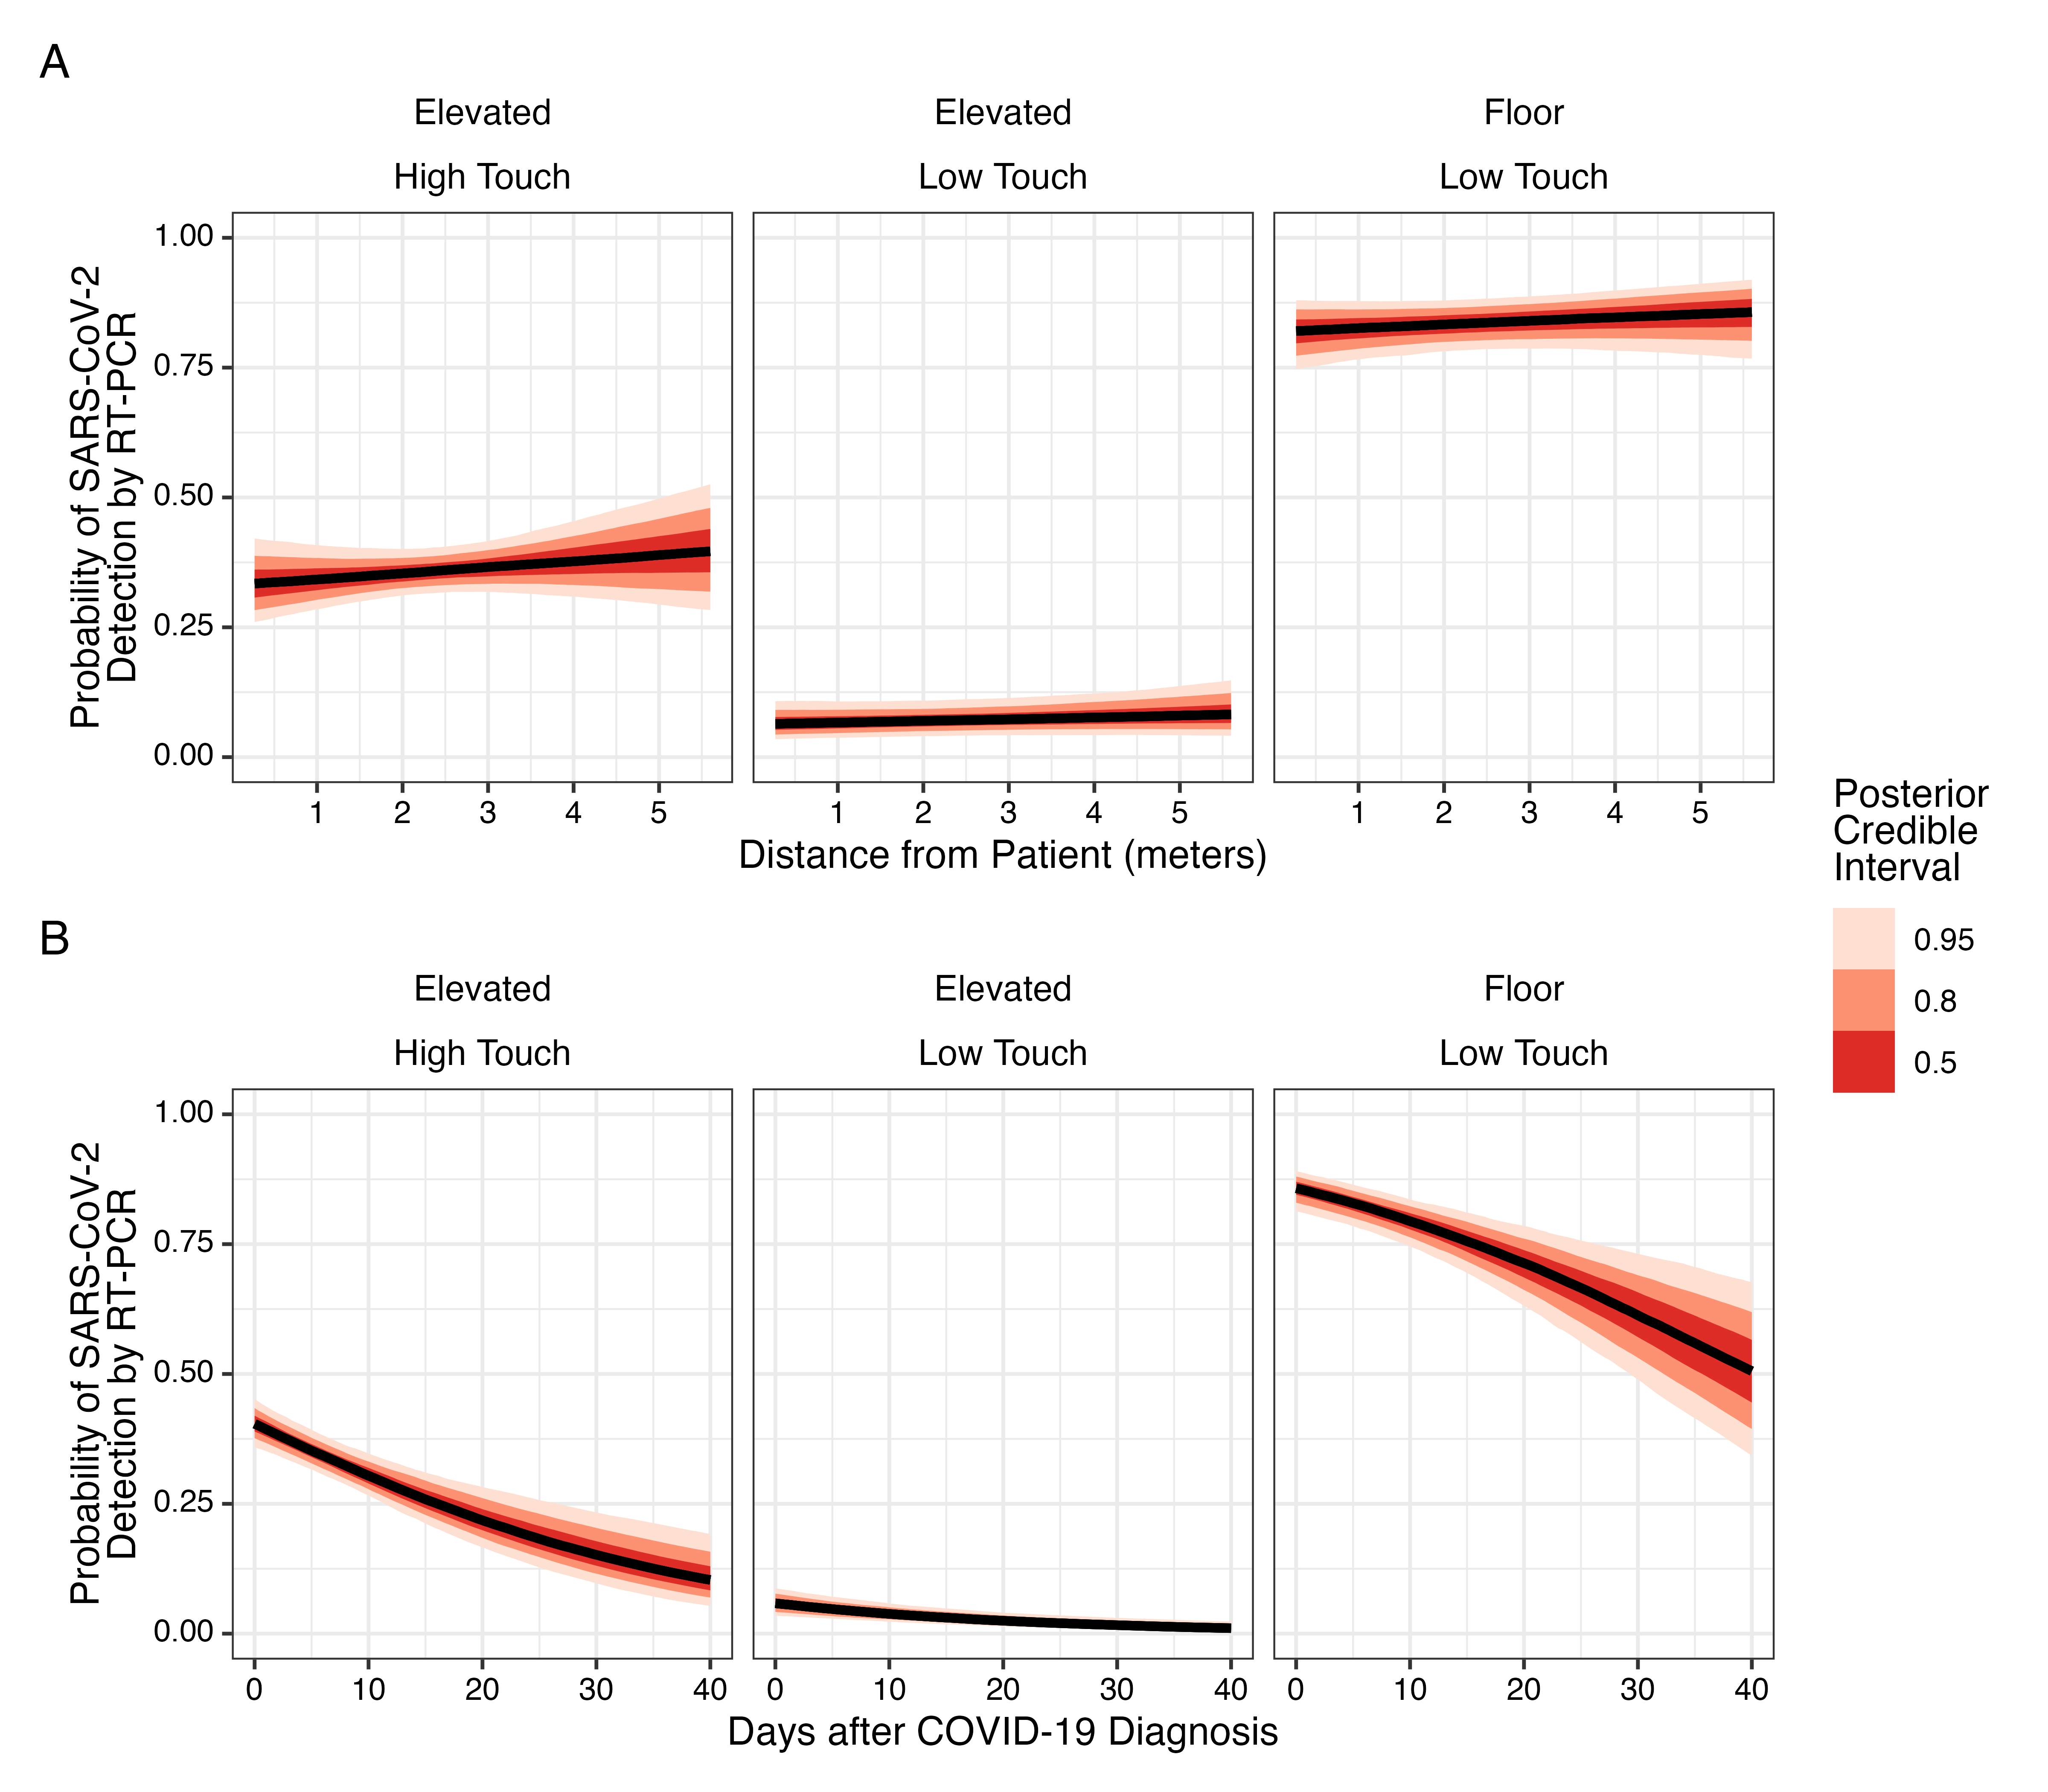 A
Elevated
Elevated
Floor
High Touch
Low Touch
Low Touch
Probability of SARS-CoV-2
Detection by RT-PCR
1.00
0.75
0.50
0.25
0.00
1 2 3 4 5
1 2 3 4 5
1 2 3 4 5
Distance from Patient (meters)
Posterior
Credible
Interval
0.95
0.8
0.5
B
Elevated
Elevated
Floor
High Touch
Low Touch
Low Touch
Probability of SARS-CoV-2
Detection by RT-PCR
1.00
0.75
0.50
0.25
0.00
0 10 20 30 40
0 10 20 30 40
0 10 20 30 40
Days after COVID-19 Diagnosis